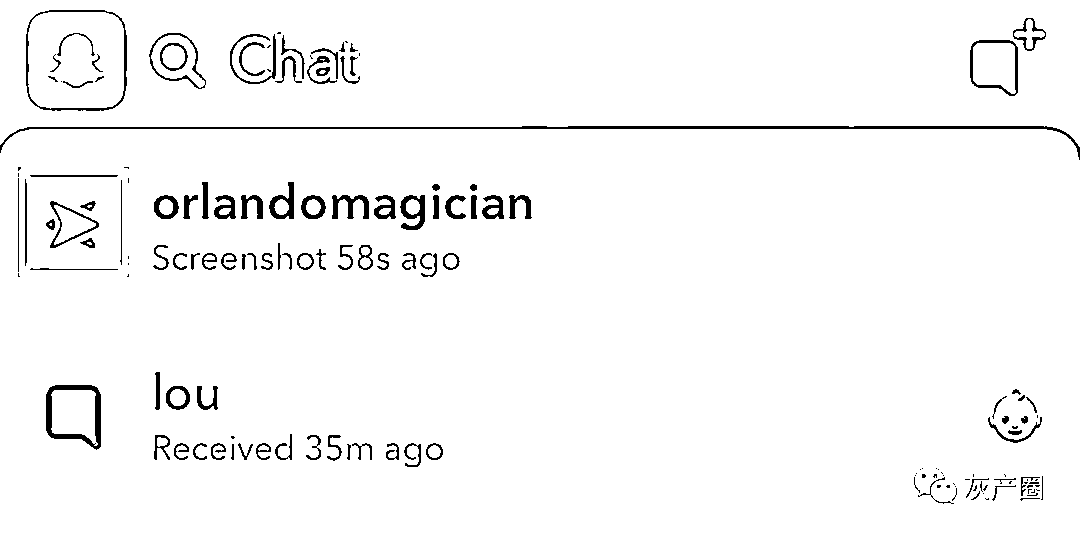 Chat
orlandomagician
Screenshot 58s ago
lou
Received 35m ago
灰产圈